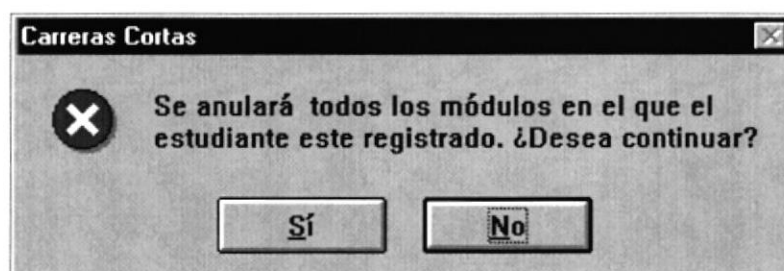 Carreras Cortas
Se anulará todos los módulos en el que el
estudiante este registrado. ¿Desea continuar?
Sí
No